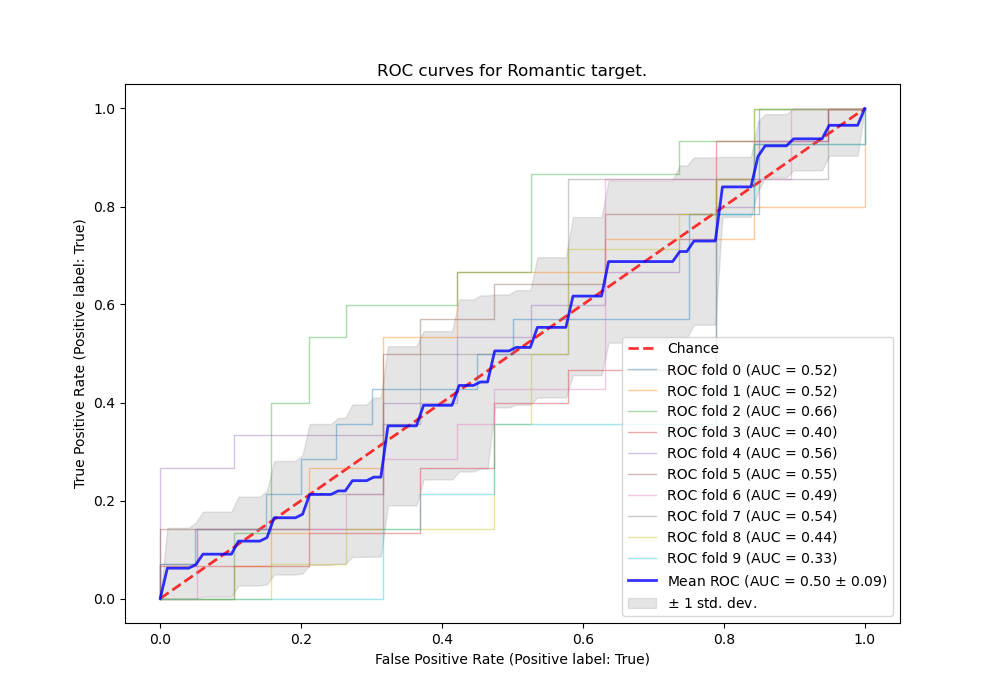 ROC curves for Romantic target.
True Positive Rate (Positive label: True)
1.0
0.8
0.6
0.4
0.2
0.0
0.0 0.2 0.4 0.6 0.8 1.0
False Positive Rate (Positive label: True)
Chance
ROC fold 0 (AUC = 0.52)
ROC fold 1 (AUC = 0.52)
ROC fold 2 (AUC = 0.66)
ROC fold 3 (AUC = 0.40)
ROC fold 4 (AUC = 0.56)
ROC fold 5 (AUC = 0.55)
ROC fold 6 (AUC = 0.49)
ROC fold 7 (AUC = 0.54)
ROC fold 8 (AUC = 0.44)
ROC fold 9 (AUC = 0.33)
Mean ROC (AUC = 0.50 ± 0.09)
± 1 std. dev.